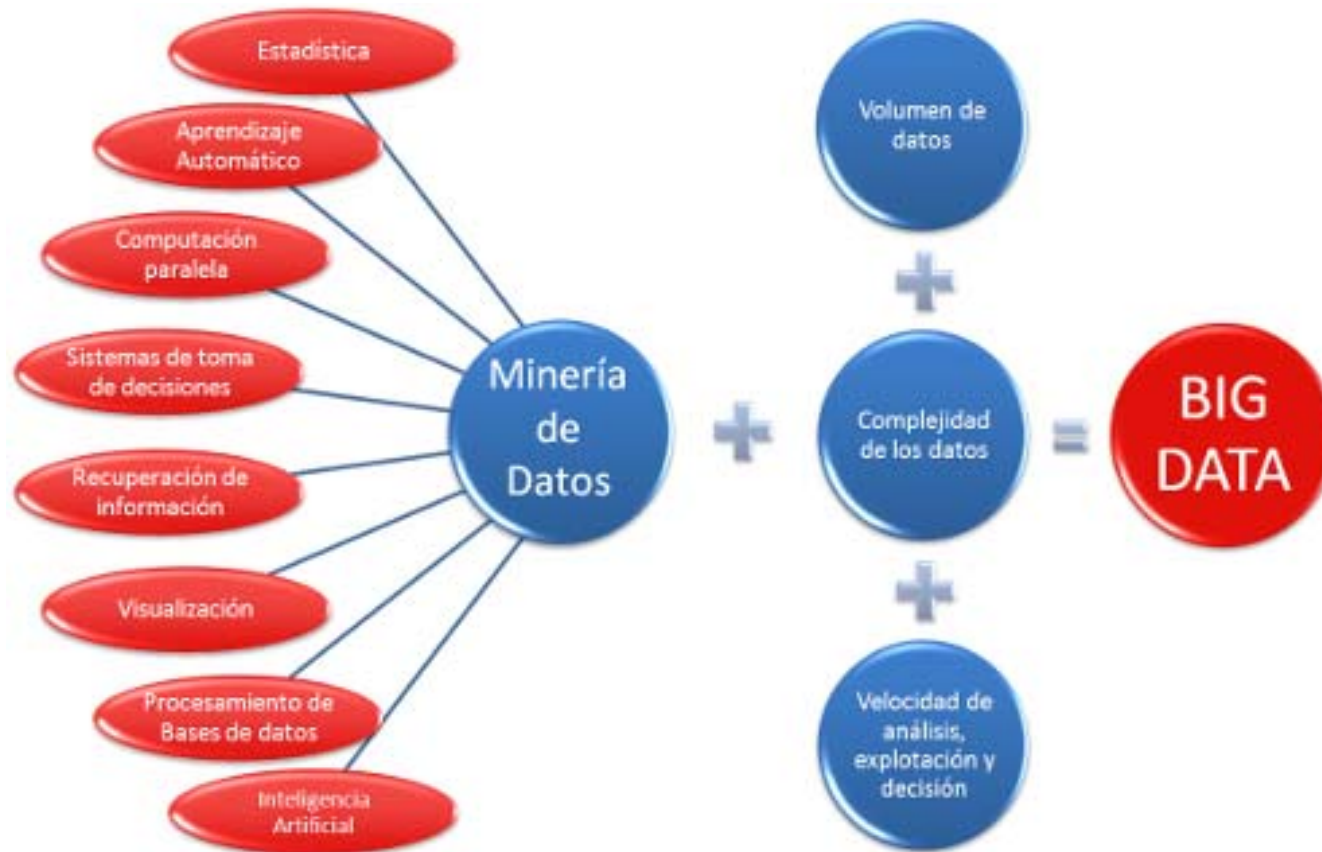 Estadística
Aprendizaje
Automático
Computación
paralela
Sistemas de toma
de decisiones
Recuperación de
información
Visualización
Procesamiento de
Bases de datos
Inteligencia
Artificial
Minería
de
Datos
+
Volumen de
datos
+
Complejidad
de los datos
+
Velocidad de
análisis,
explotación y
decisión
=
BIG
DATA